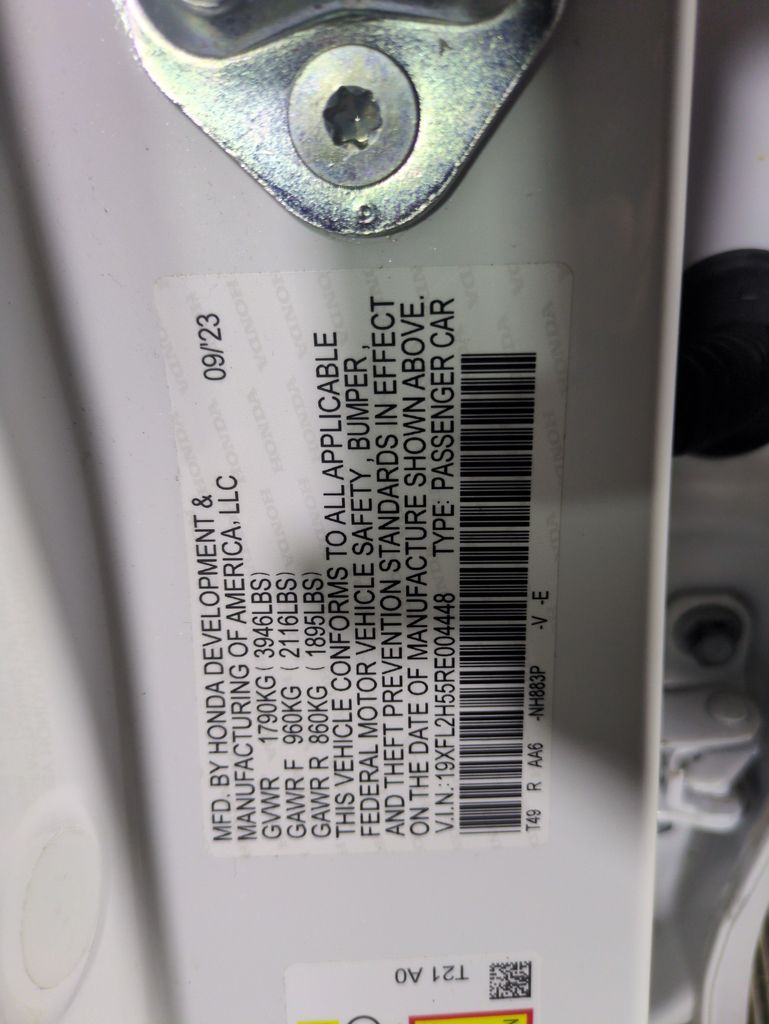 MFD. BY HONDA DEVELOPMENT & 09/'23
MANUFACTURING OF AMERICA, LLC
GVWR 1790KG ( 3946LBS)
GAWR F 960KG ( 2116LBS)
GAWR R 860KG ( 1895LBS)
THIS VEHICLE CONFORMS TO ALL APPLICABLE
FEDERAL MOTOR VEHICLE SAFETY , BUMPER ,
AND THEFT PREVENTION STANDARDS IN EFFECT
ON THE DATE OF MANUFACTURE SHOWN ABOVE.
V.I.N.:19XFL2H55RE004448 TYPE: PASSENGER CAR
T49 R AA6 -NH883P -V -E
T21 A0